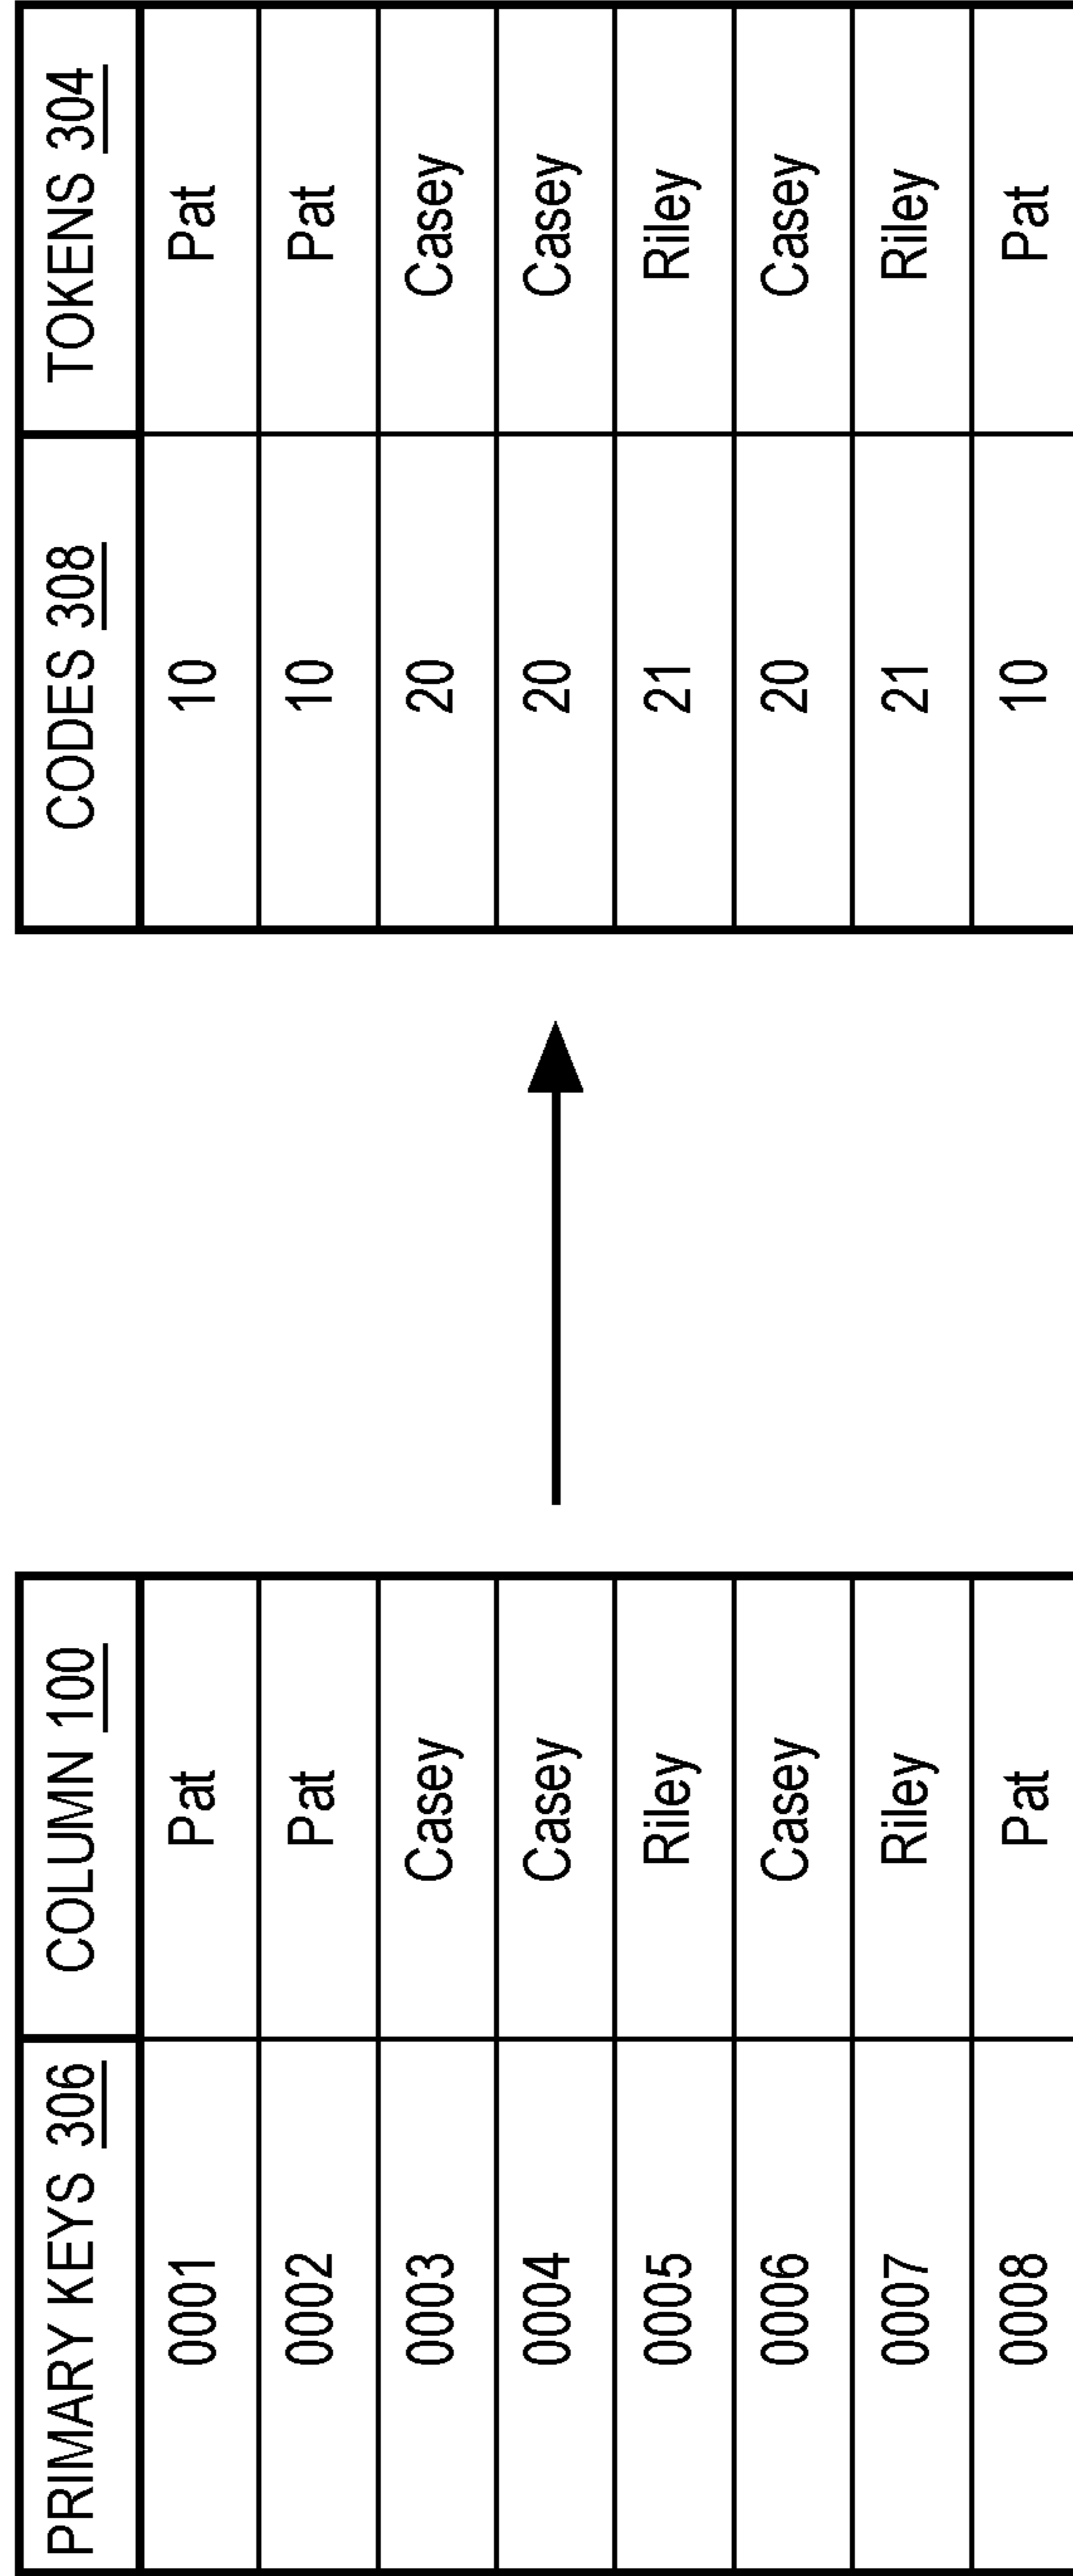 PRIMARY KEYS 306 COLUMN 100 CODES 308 TOKENS 304
0001 Pat 10 Pat
0002 Pat 10 Pat
0003 Casey 20 Casey
0004 Casey 20 Casey
0005 Riley 21 Riley
0006 Casey 20 Casey
0007 Riley 21 Riley
0008 Pat 10 Pat